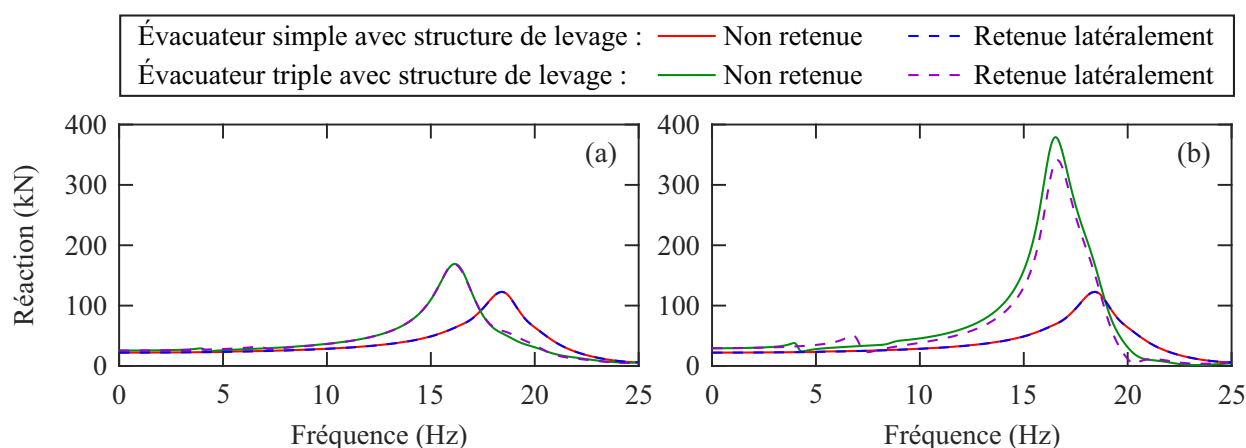 Évacuateur simple avec structure de levage : Non retenue Retenue latéralement
Évacuateur triple avec structure de levage : Non retenue Retenue latéralement
400 400
(a) (b)
300 300
200 200
100 100
0 0
Réaction (kN)
0 5 10 15 20 25 0 5 10 15 20 25
Fréquence (Hz) Fréquence (Hz)